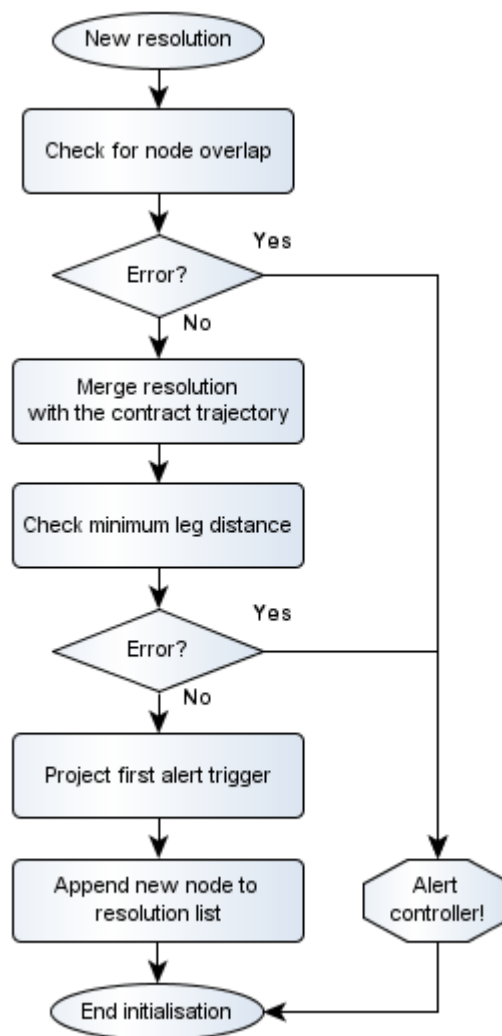 New resolution
Check for node overlap
Yes
Error?
No
Merge resolution
with the contract trajectory
Check minimum leg distance
Yes
Error?
No
Project first alert trigger
Append new node to
resolution list
Alert
controller!
End initialisation